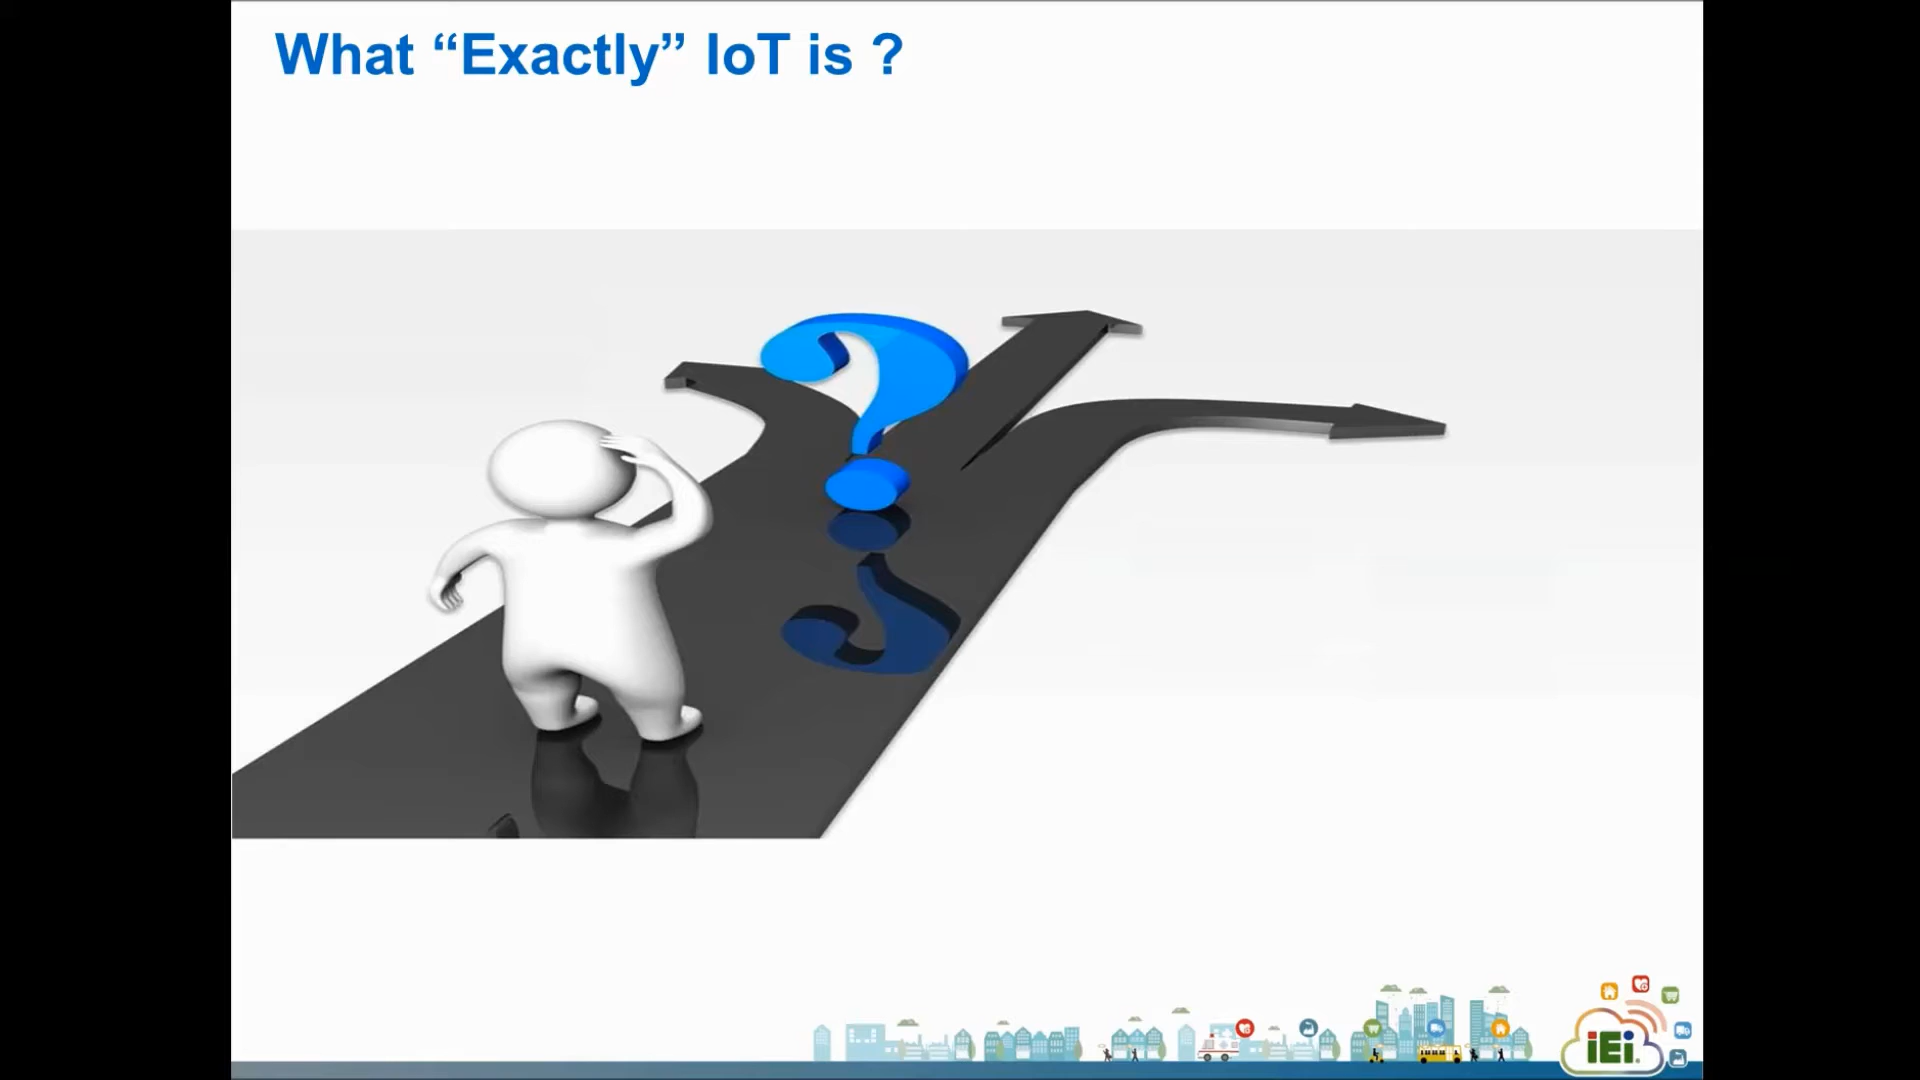 What “Exactly” IoT is ?
iEi